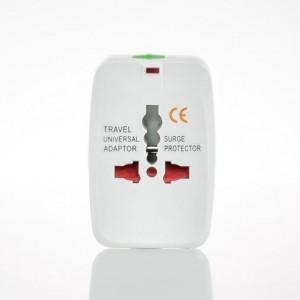 CE
TRAVEL
UNIVERSAL
ADAPTOR
SURGE
PROTECTOR